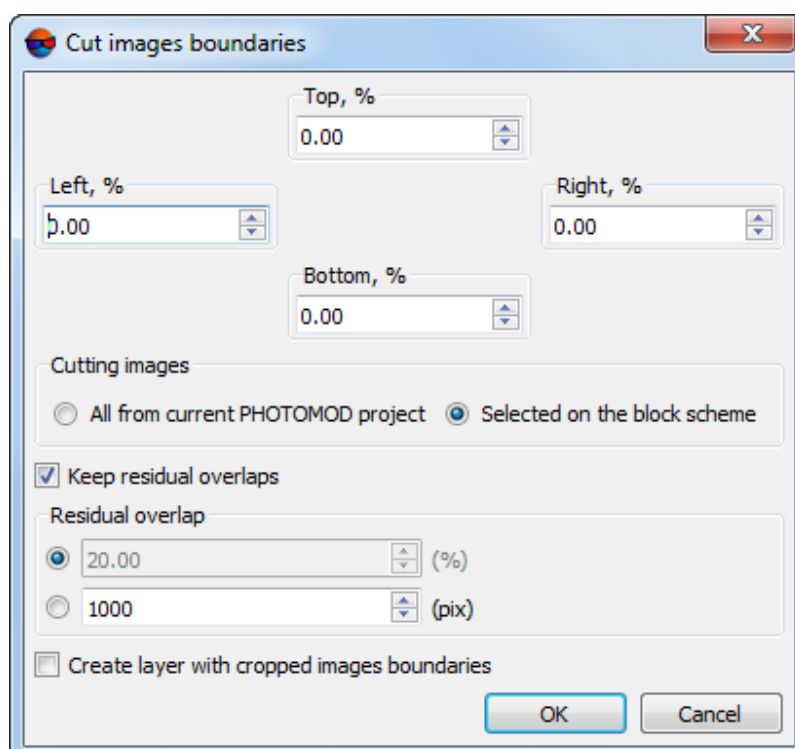 Cut images boundaries
Top, %
0.00
Left, %
Right, %
0.00
0.00
Bottom, %
0.00
Cutting images
All from current PHOTOMOD project
Selected on the block scheme
Keep residual overlaps
Residual overlap
20.00 (%)
1000 (pix)
Create layer with cropped images boundaries
OK
Cancel